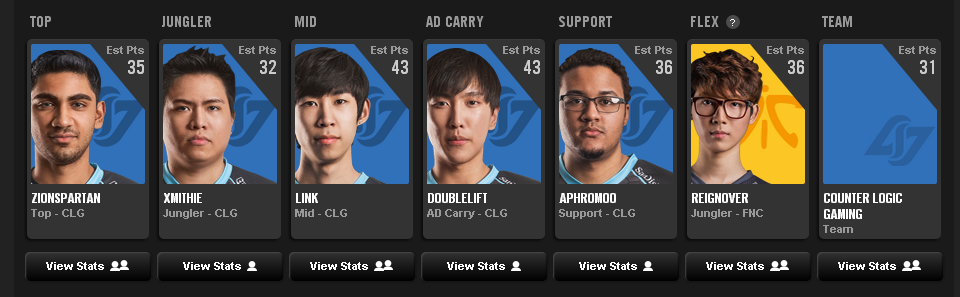 TOP JUNGLER MID AD CARRY SUPPORT FLEX ? TEAM
Est Pts Est Pts Est Pts Est Pts Est Pts Est Pts Est Pts
35 32 43 43 36 36 31
ZIONSPARTAN XMITHIE LINK DOUBLELIFT APHROMOO REIGNOVER COUNTER LOGIC
GAMING
Top - CLG Jungler - CLG Mid - CLG AD Carry - CLG Support - CLG Jungler - FNC
Team
View Stats View Stats View Stats View Stats View Stats View Stats View Stats